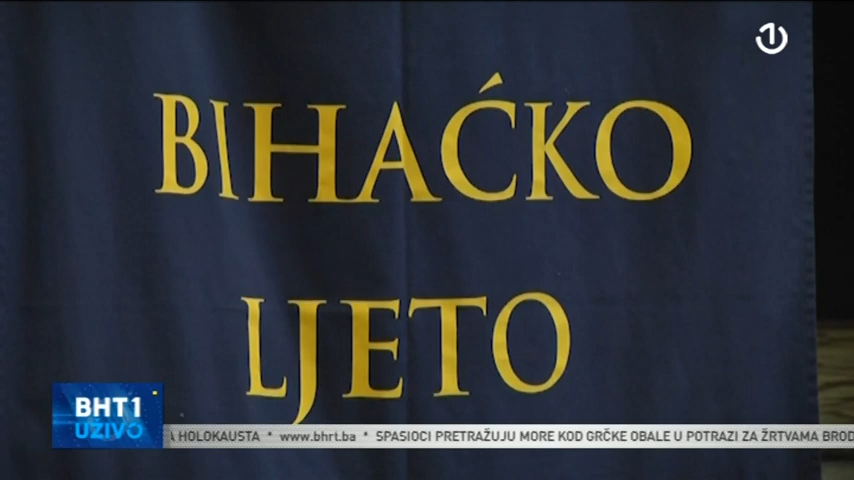 BIHAĆKO
LJETO
BHT1
UŽIVO
A HOLOKAUSTA * www.bhrt.ba * SPASIOCI PRETRAŽUJU MORE KOD GRČKE OBALE U POTRAZI ZA ŽRTVAMA BROD